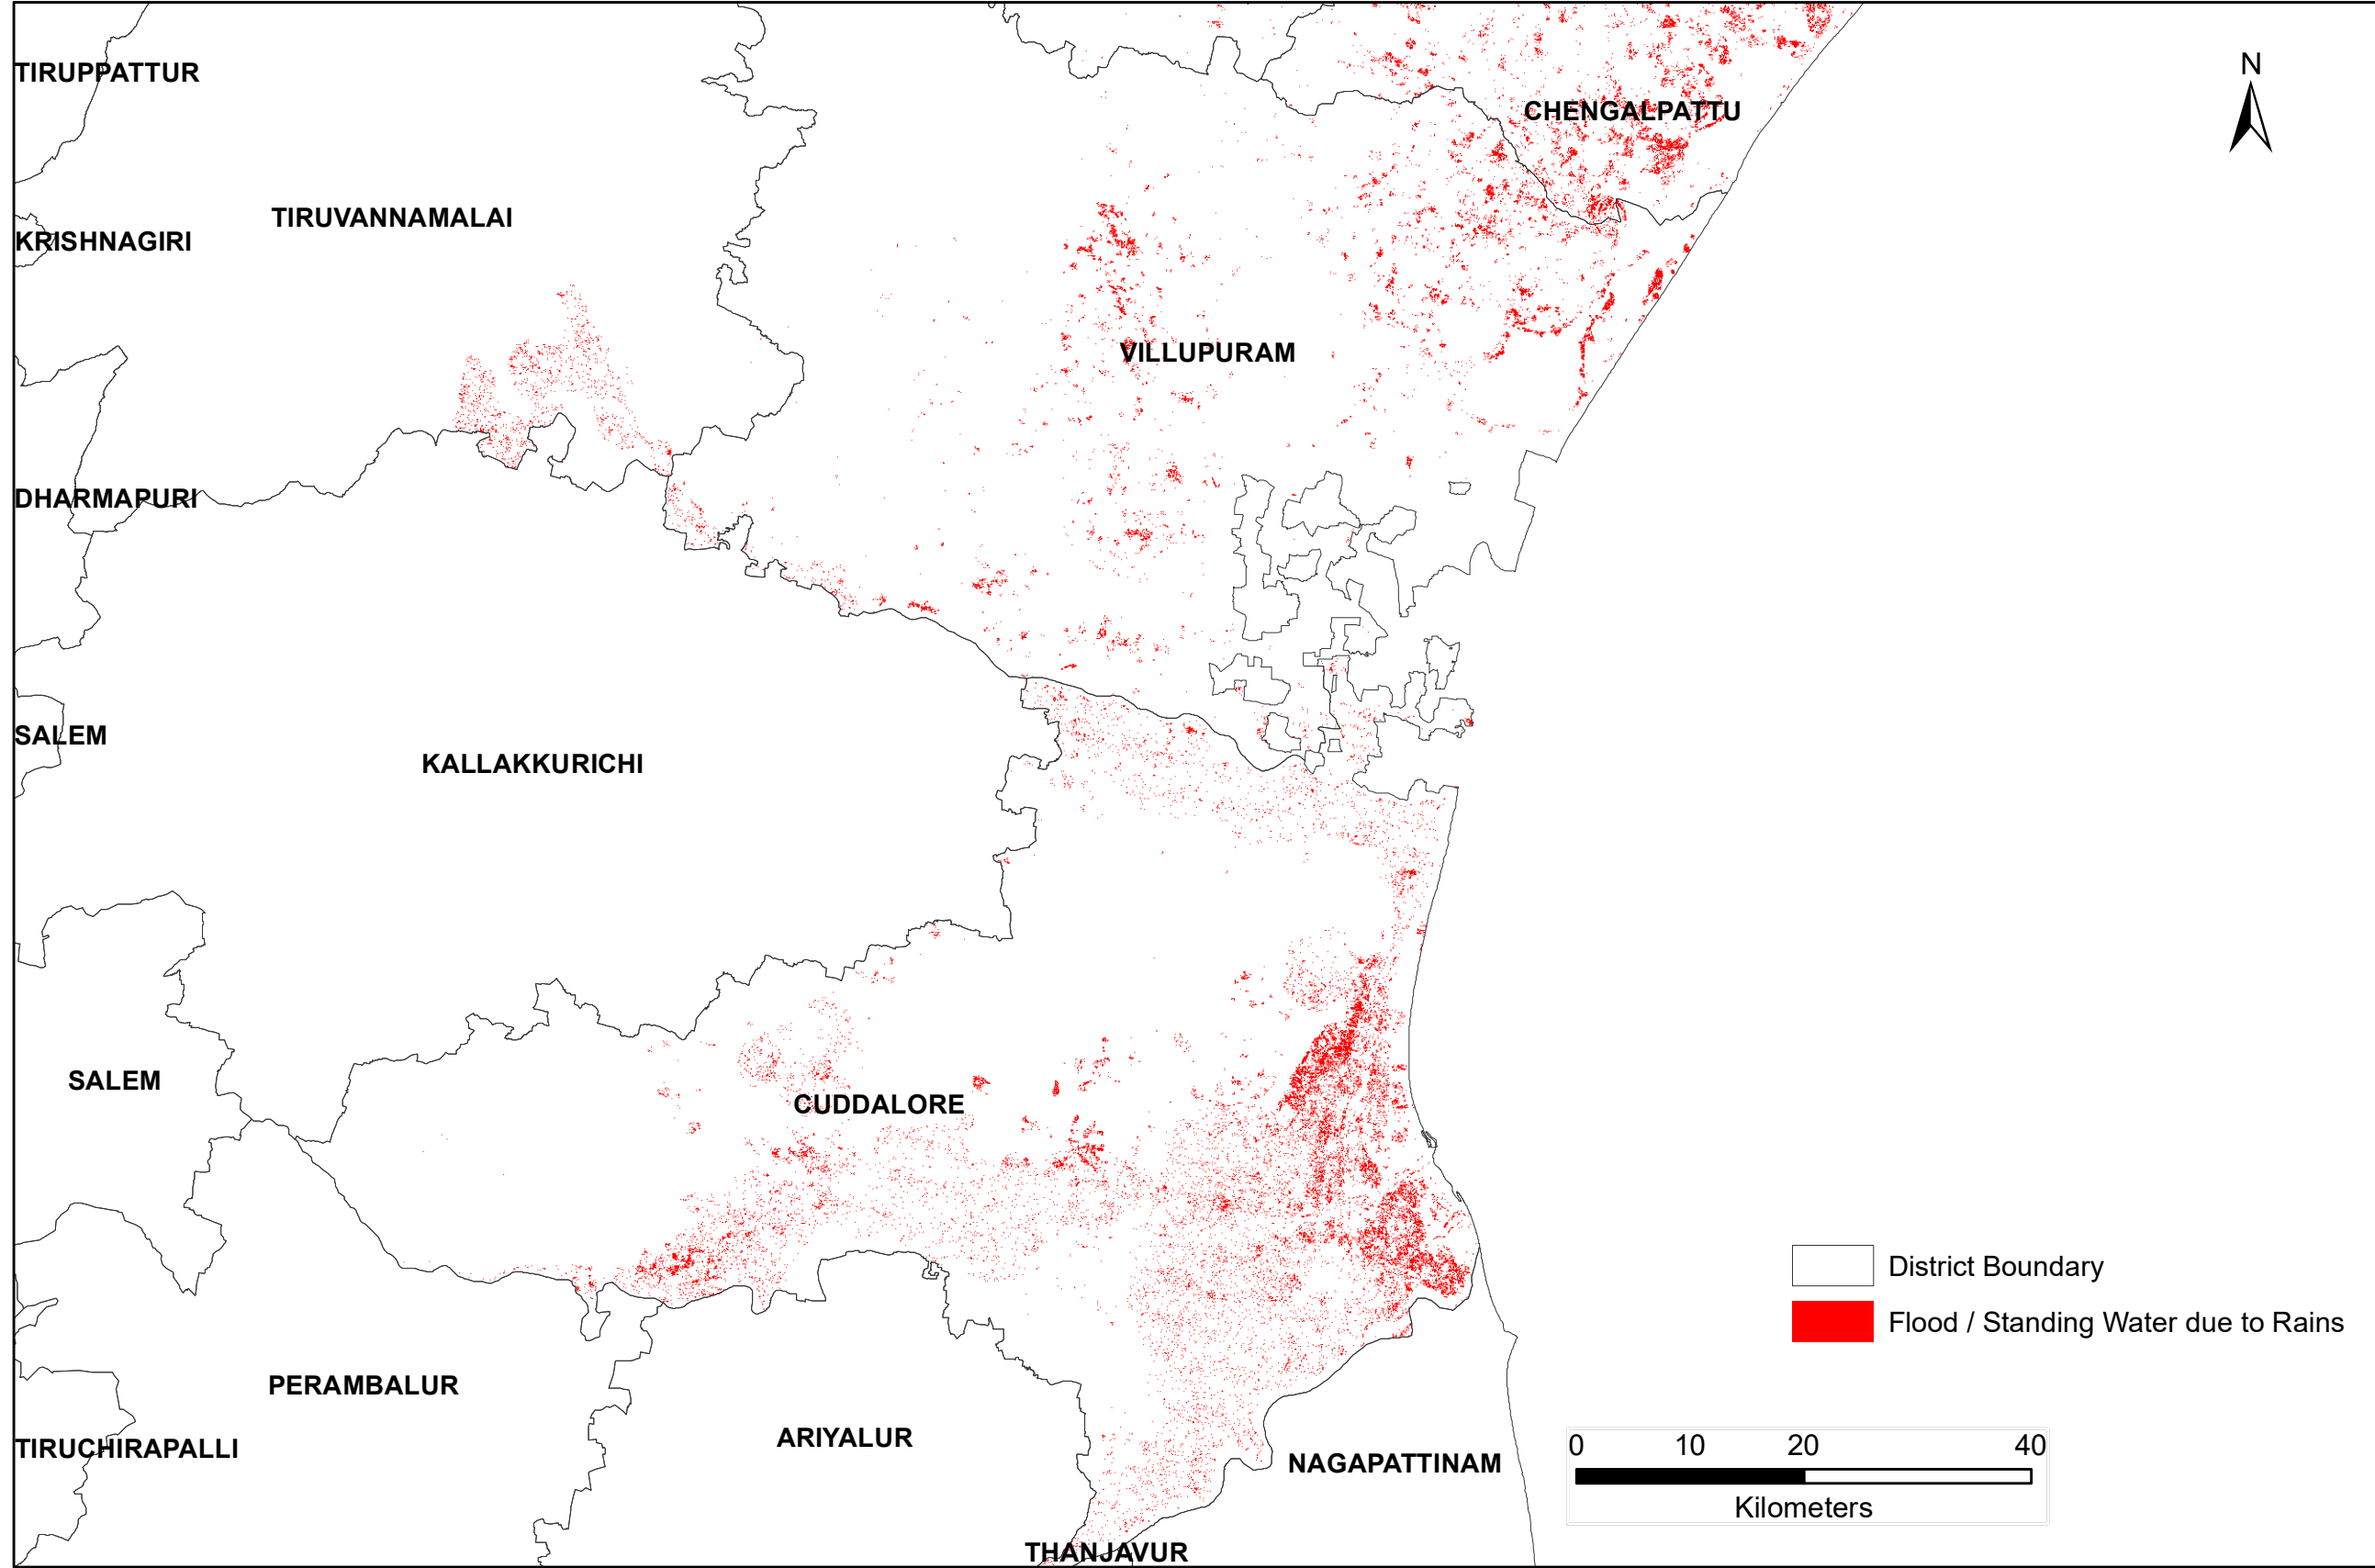 N
TIRUPPATTUR
CHENGALPATTU
TIRUVANNAMALAI
KRISHNAGIRI
VILLUPURAM
DHARMAPURI
SALEM
KALLAKKURICHI
SALEM
CUDDALORE
District Boundary
Flood / Standing Water due to Rains
PERAMBALUR
ARIYALUR
TIRUCHIRAPALLI
NAGAPATTINAM
0 10 20 40
Kilometers
THANJAVUR